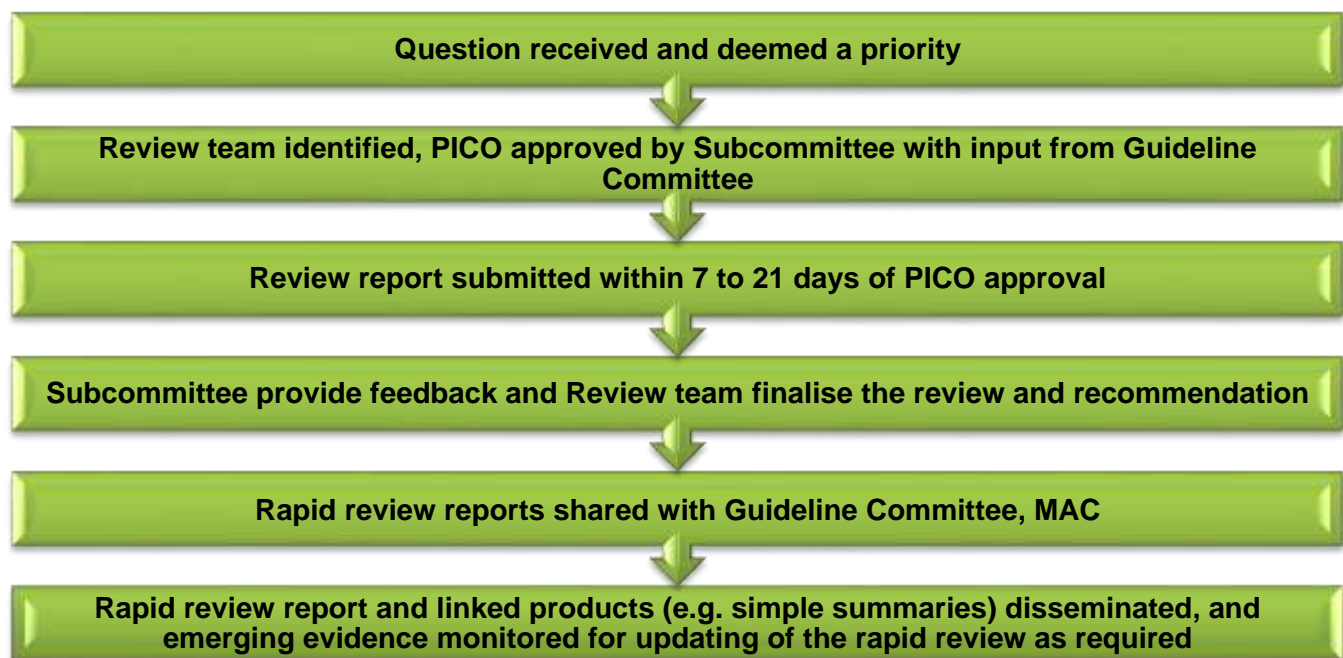 Question received and deemed a priority
Review team identified, PICO approved by Subcommittee with input from Guideline
Committee
Review report submitted within 7 to 21 days of PICO approval
Subcommittee provide feedback and Review team finalise the review and recommendation
Rapid review reports shared with Guideline Committee, MAC
Rapid review report and linked products (e.g. simple summaries) disseminated, and
emerging evidence monitored for updating of the rapid review as required